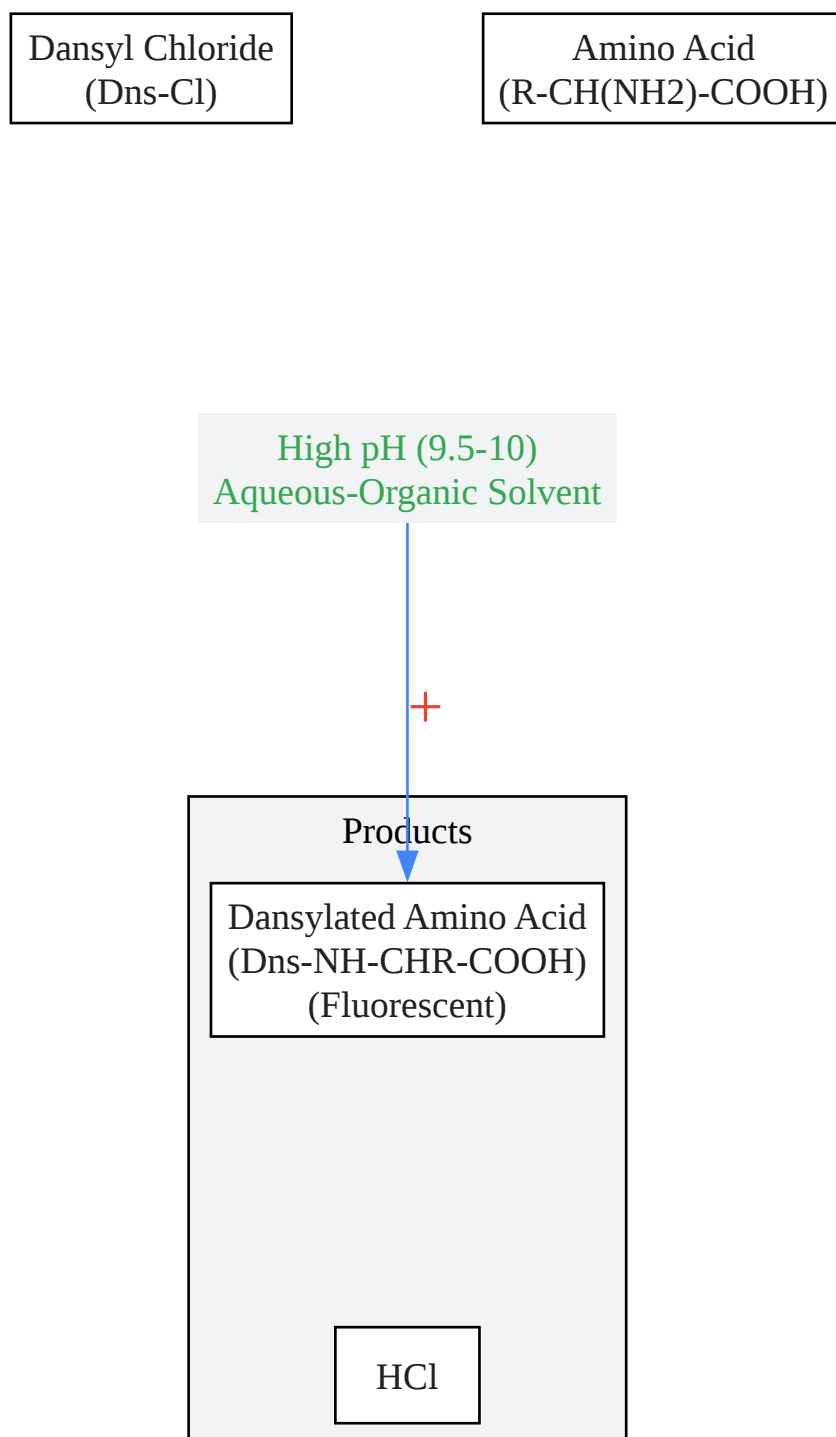 Dansyl Chloride
(Dns-Cl)
Amino Acid
(R-CH(NH2)-COOH)
High pH (9.5-10)
Aqueous-Organic Solvent
+
Products
Dansylated Amino Acid
(Dns-NH-CHR-COOH)
(Fluorescent)
HCl